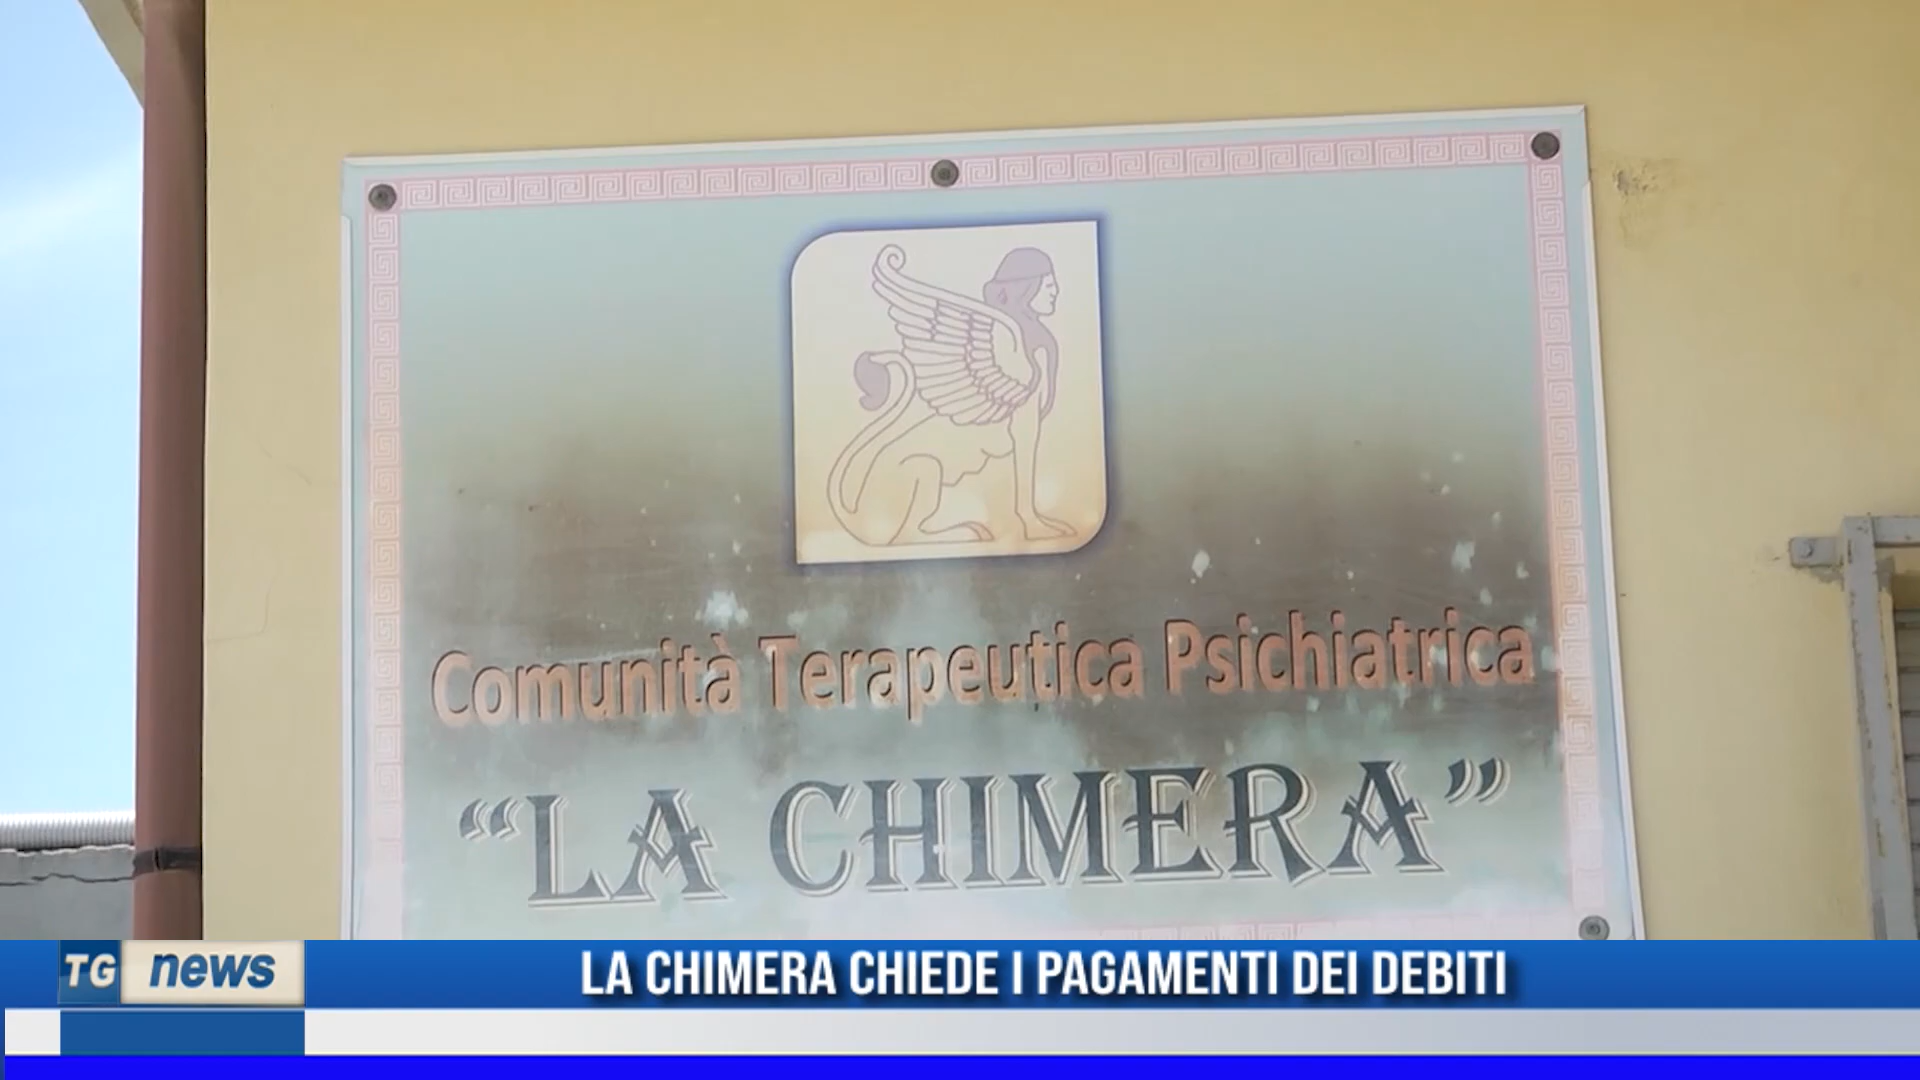 Comunità Terapeutica Psichiatrica
“LA CHIMERA”
TG news
LA CHIMERA CHIEDE I PAGAMENTI DEI DEBITI